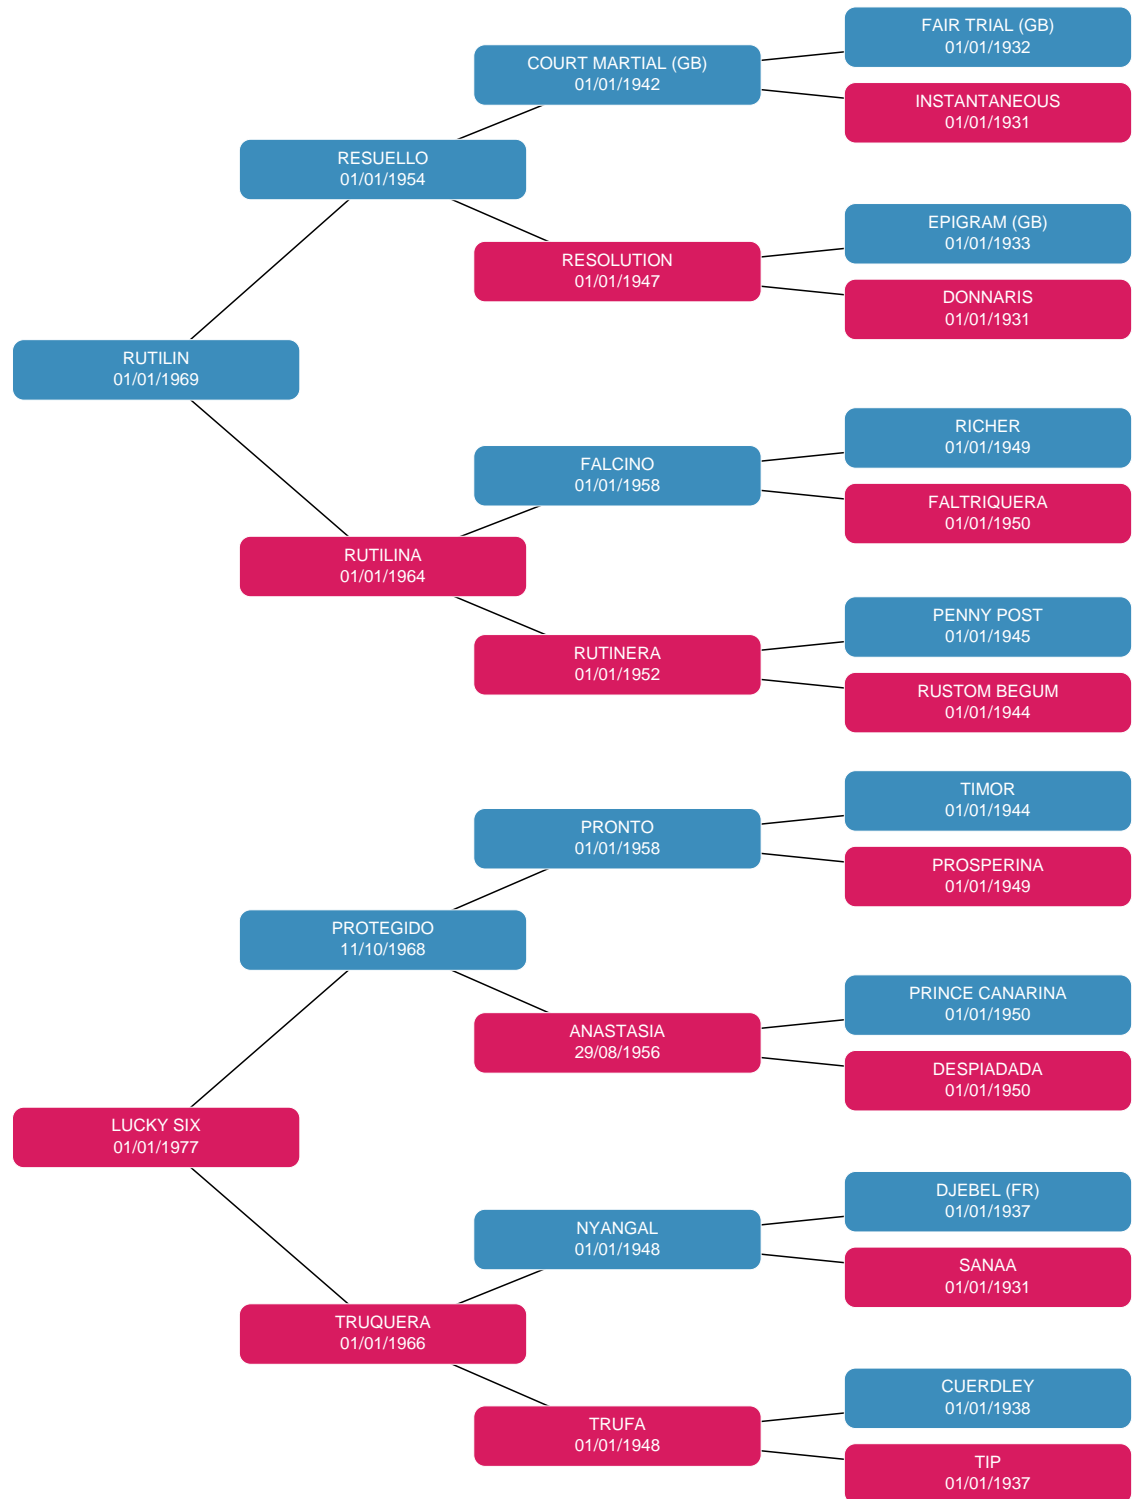 FAIR TRIAL (GB)
01/01/1932
COURT MARTIAL (GB)
01/01/1942
INSTANTANEOUS
01/01/1931
RESUELLO
01/01/1954
EPIGRAM (GB)
01/01/1933
RESOLUTION
01/01/1947
DONNARIS
01/01/1931
RUTILIN
01/01/1969
RICHER
01/01/1949
FALCINO
01/01/1958
FALTRIQUERA
01/01/1950
RUTILINA
01/01/1964
PENNY POST
01/01/1945
RUTINERA
01/01/1952
RUSTOM BEGUM
01/01/1944
TIMOR
01/01/1944
PRONTO
01/01/1958
PROSPERINA
01/01/1949
PROTEGIDO
11/10/1968
PRINCE CANARINA
01/01/1950
ANASTASIA
29/08/1956
DESPIADADA
01/01/1950
LUCKY SIX
01/01/1977
DJEBEL (FR)
01/01/1937
NYANGAL
01/01/1948
SANAA
01/01/1931
TRUQUERA
01/01/1966
CUERDLEY
01/01/1938
TRUFA
01/01/1948
TIP
01/01/1937